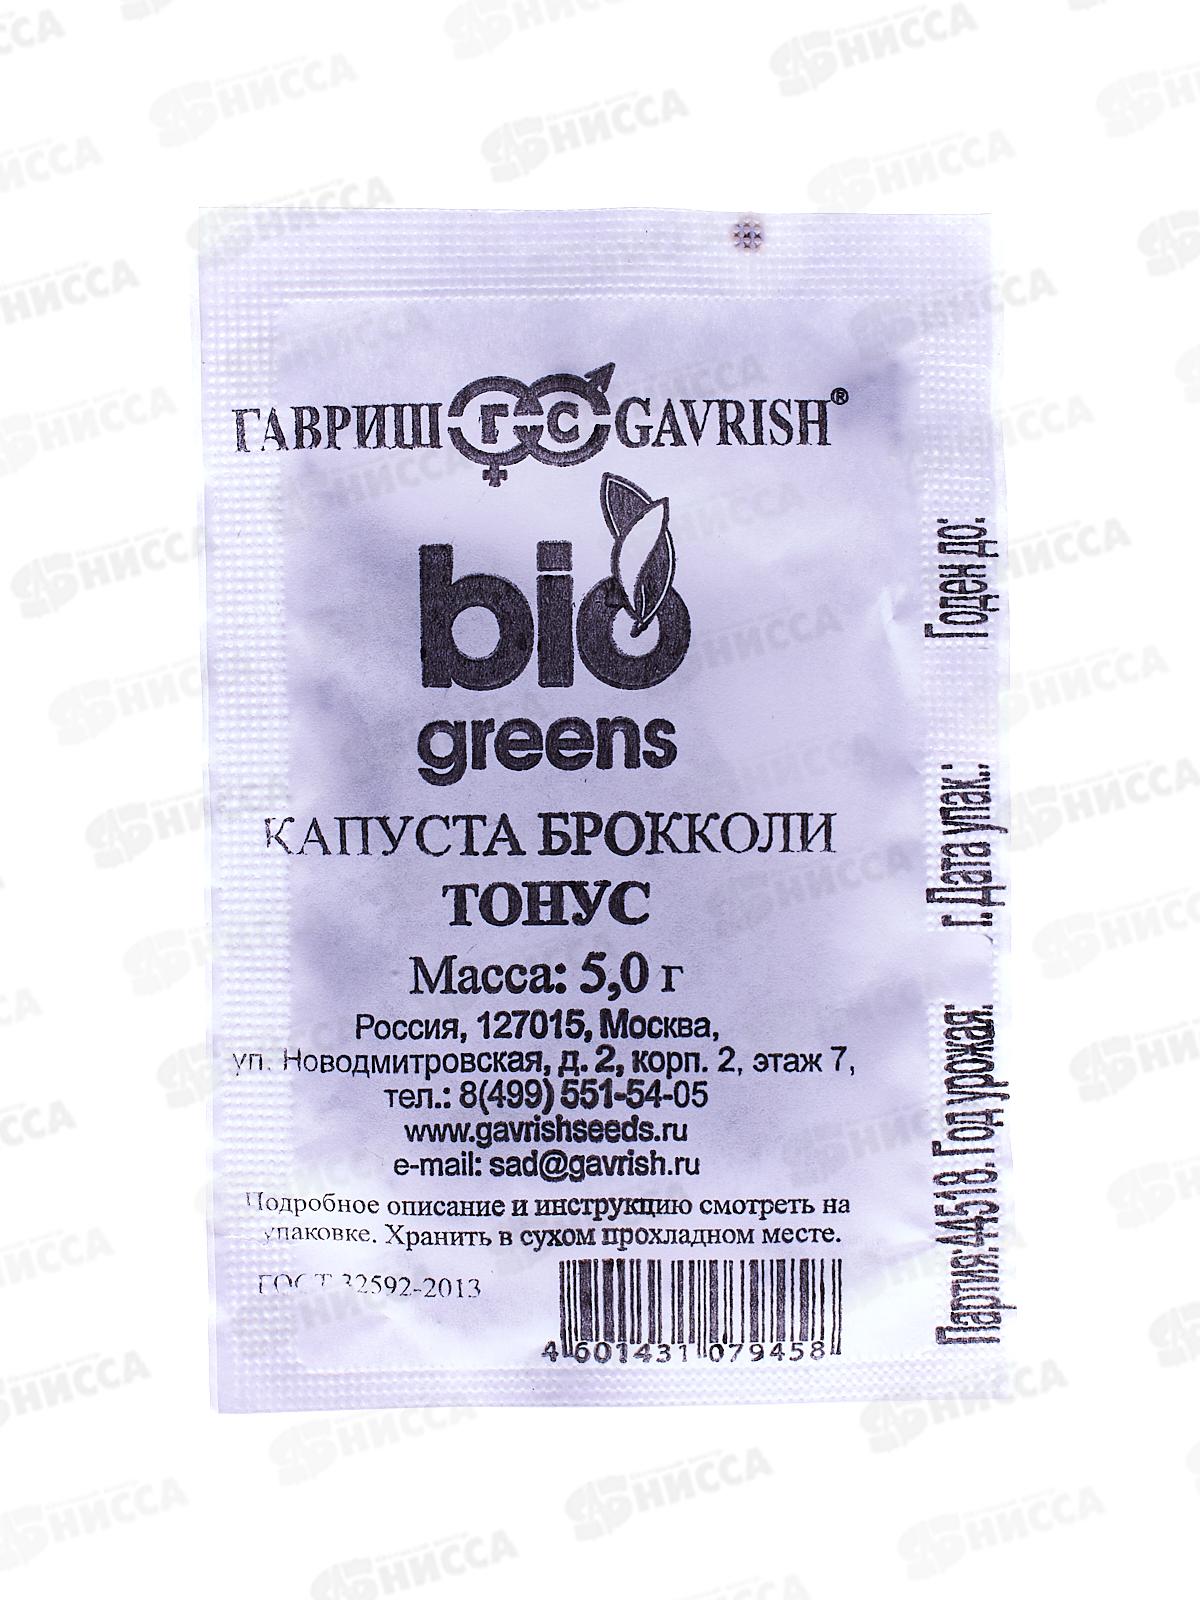 ГАВРИШ ГС GAVRISH®
bio
greens
КАПУСТА БРОККОЛИ
ТОНУС
Масса: 5,0 г
Россия, 127015, Москва,
ул. Новодмитровская, д. 2, корп. 2, этаж 7,
тел.: 8(499) 551-54-05
www.gavrishseeds.ru
e-mail: sad@gavrish.ru
Подробное описание и инструкцию смотреть на
упаковке. Хранить в сухом прохладном месте.
ГОСТ 32592-2013
4 601431 079458
Партия:44518. Год урожая: г.Дата упак.: Годен до:
АБНИССА